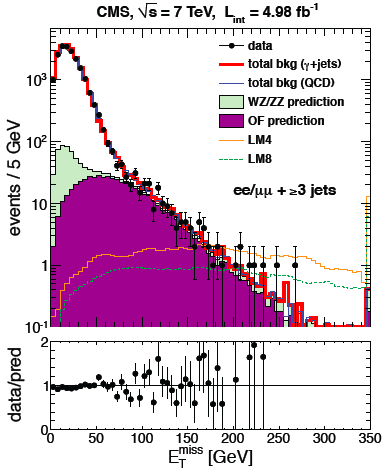 CMS, √s = 7 TeV, L_int = 4.98 fb⁻¹
data
total bkg (γ+jets)
total bkg (QCD)
WZ/ZZ prediction
OF prediction
LM4
LM8
ee/μμ + ≥3 jets
events / 5 GeV
10³
10²
10
1
10⁻¹
data/pred
2
1
0
0 50 100 150 200 250 300 350
E_T^miss [GeV]